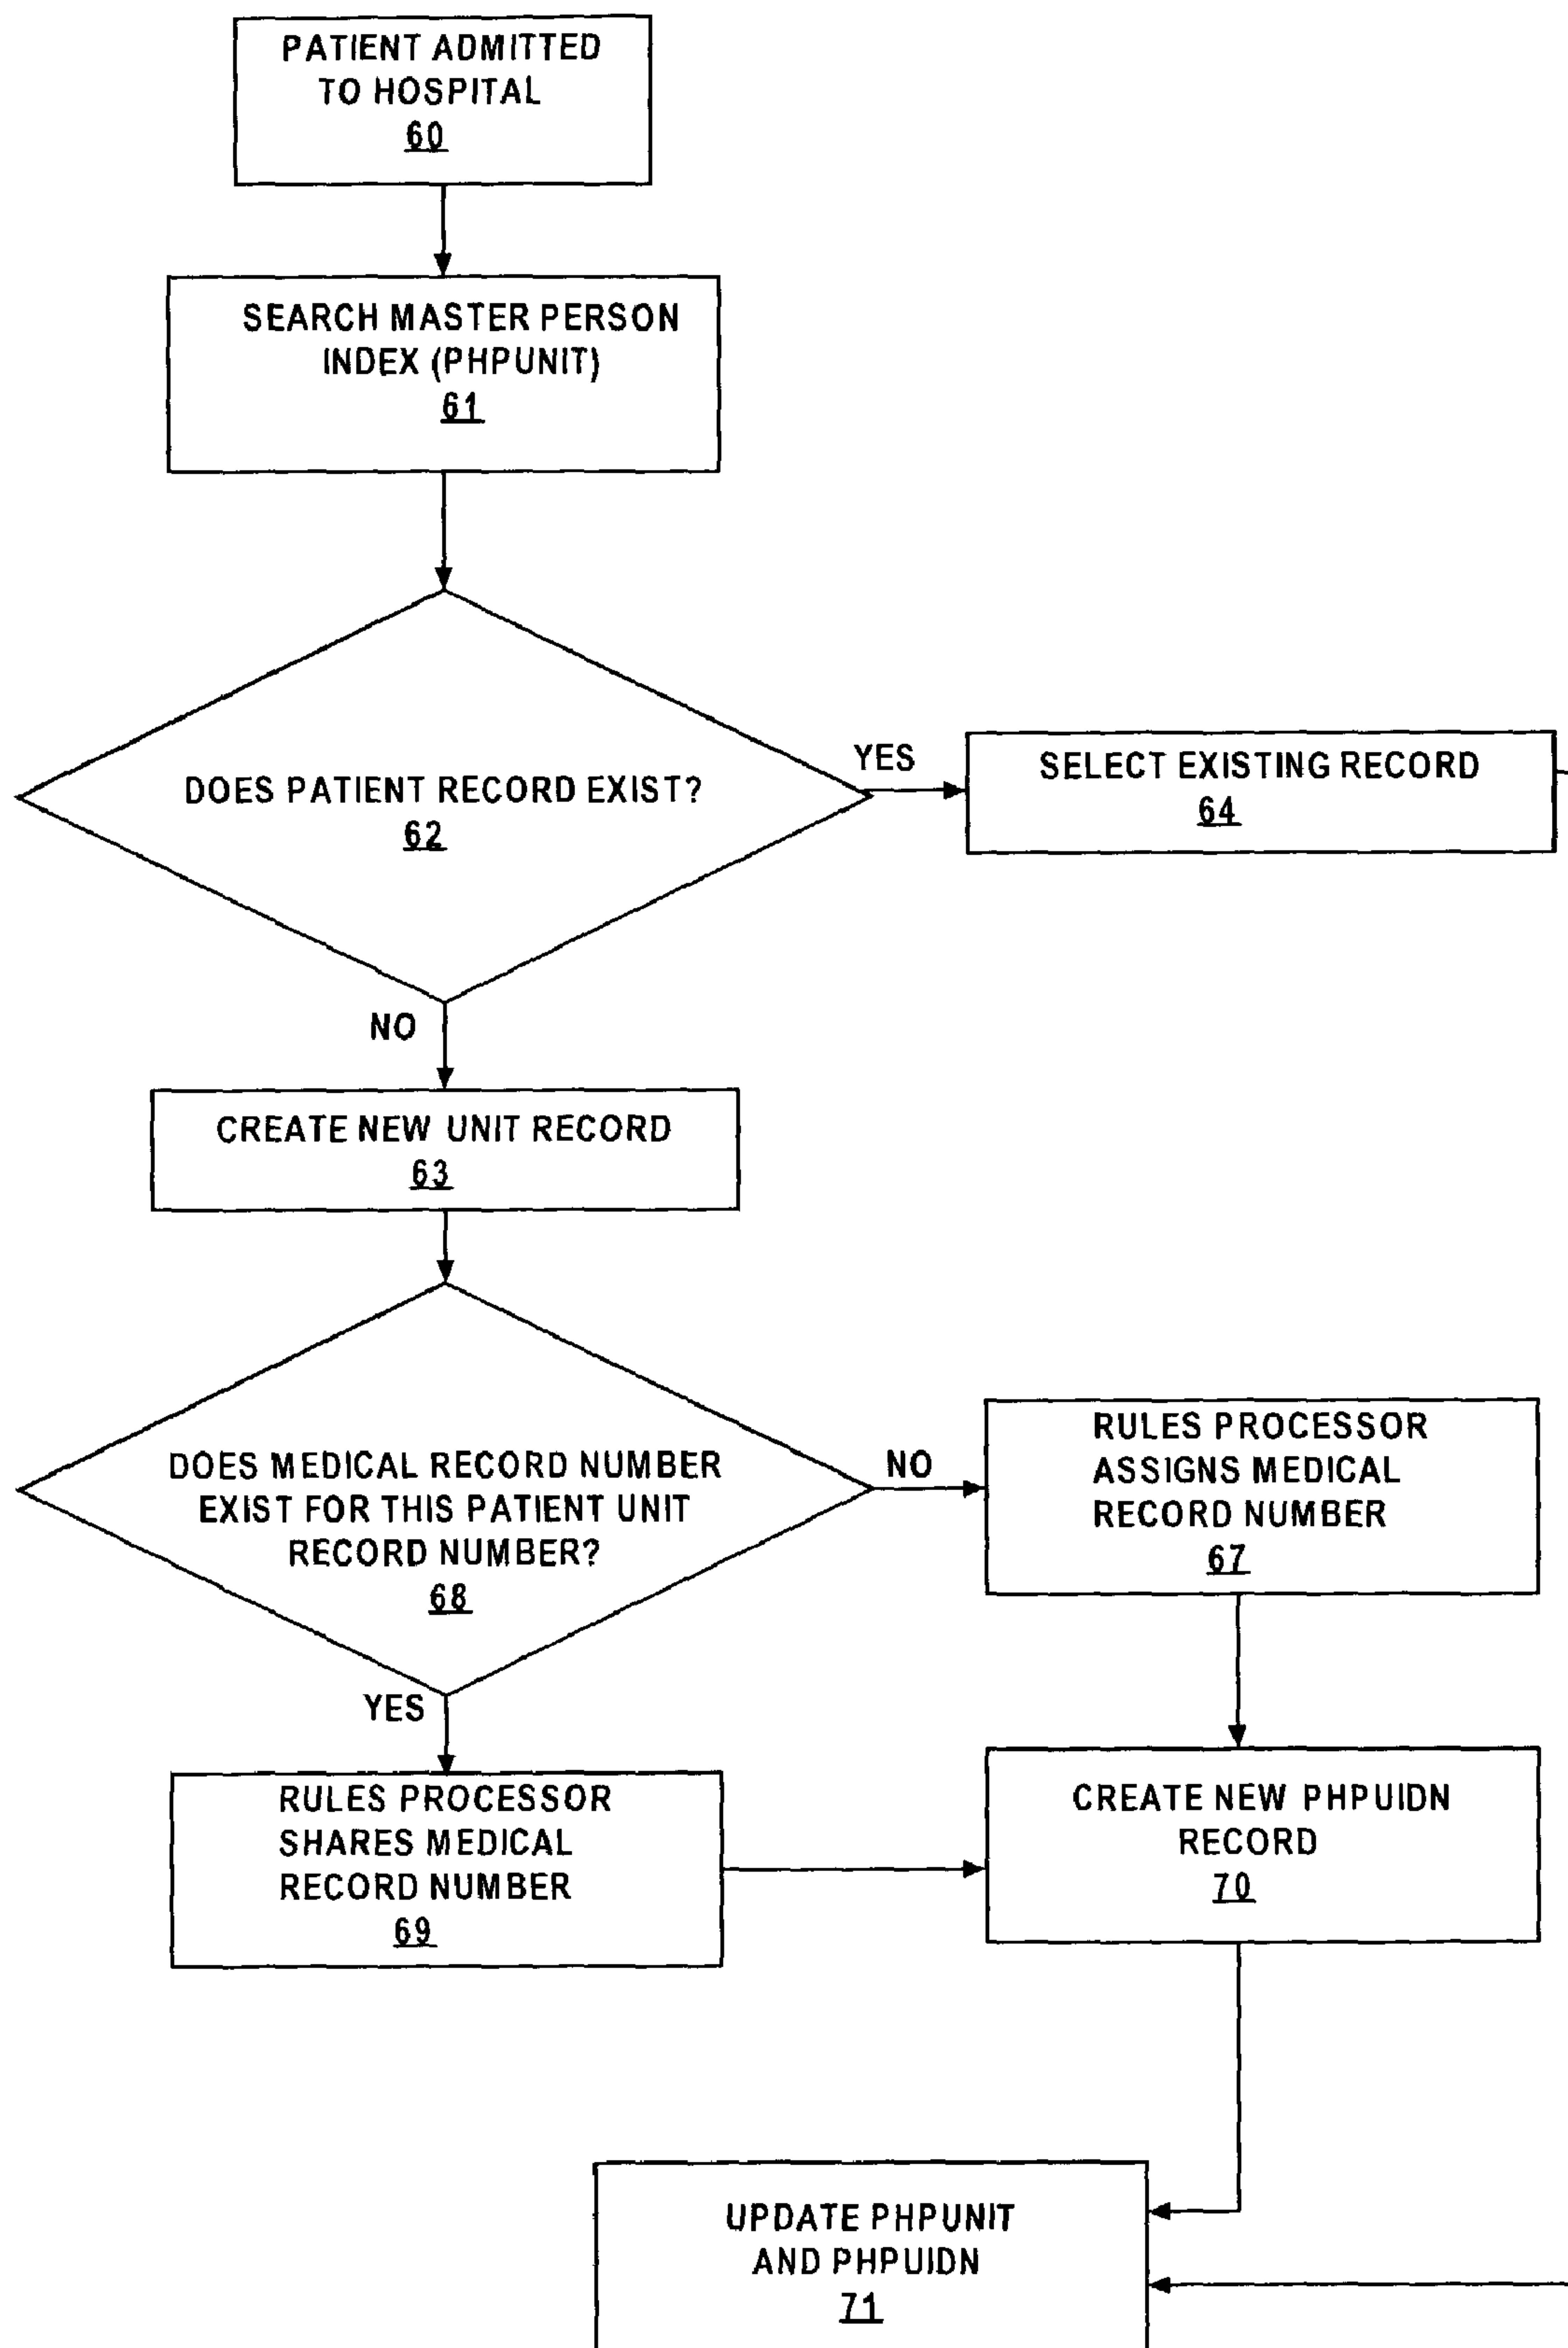 PATIENT ADMITTED
TO HOSPITAL
60
SEARCH MASTER PERSON
INDEX (PHPUNIT)
61
DOES PATIENT RECORD EXIST?
62
YES
SELECT EXISTING RECORD
64
NO
CREATE NEW UNIT RECORD
63
DOES MEDICAL RECORD NUMBER
EXIST FOR THIS PATIENT UNIT
RECORD NUMBER?
68
NO
RULES PROCESSOR
ASSIGNS MEDICAL
RECORD NUMBER
67
YES
RULES PROCESSOR
SHARES MEDICAL
RECORD NUMBER
69
CREATE NEW PHPUIDN
RECORD
70
UPDATE PHPUNIT
AND PHPUIDN
71